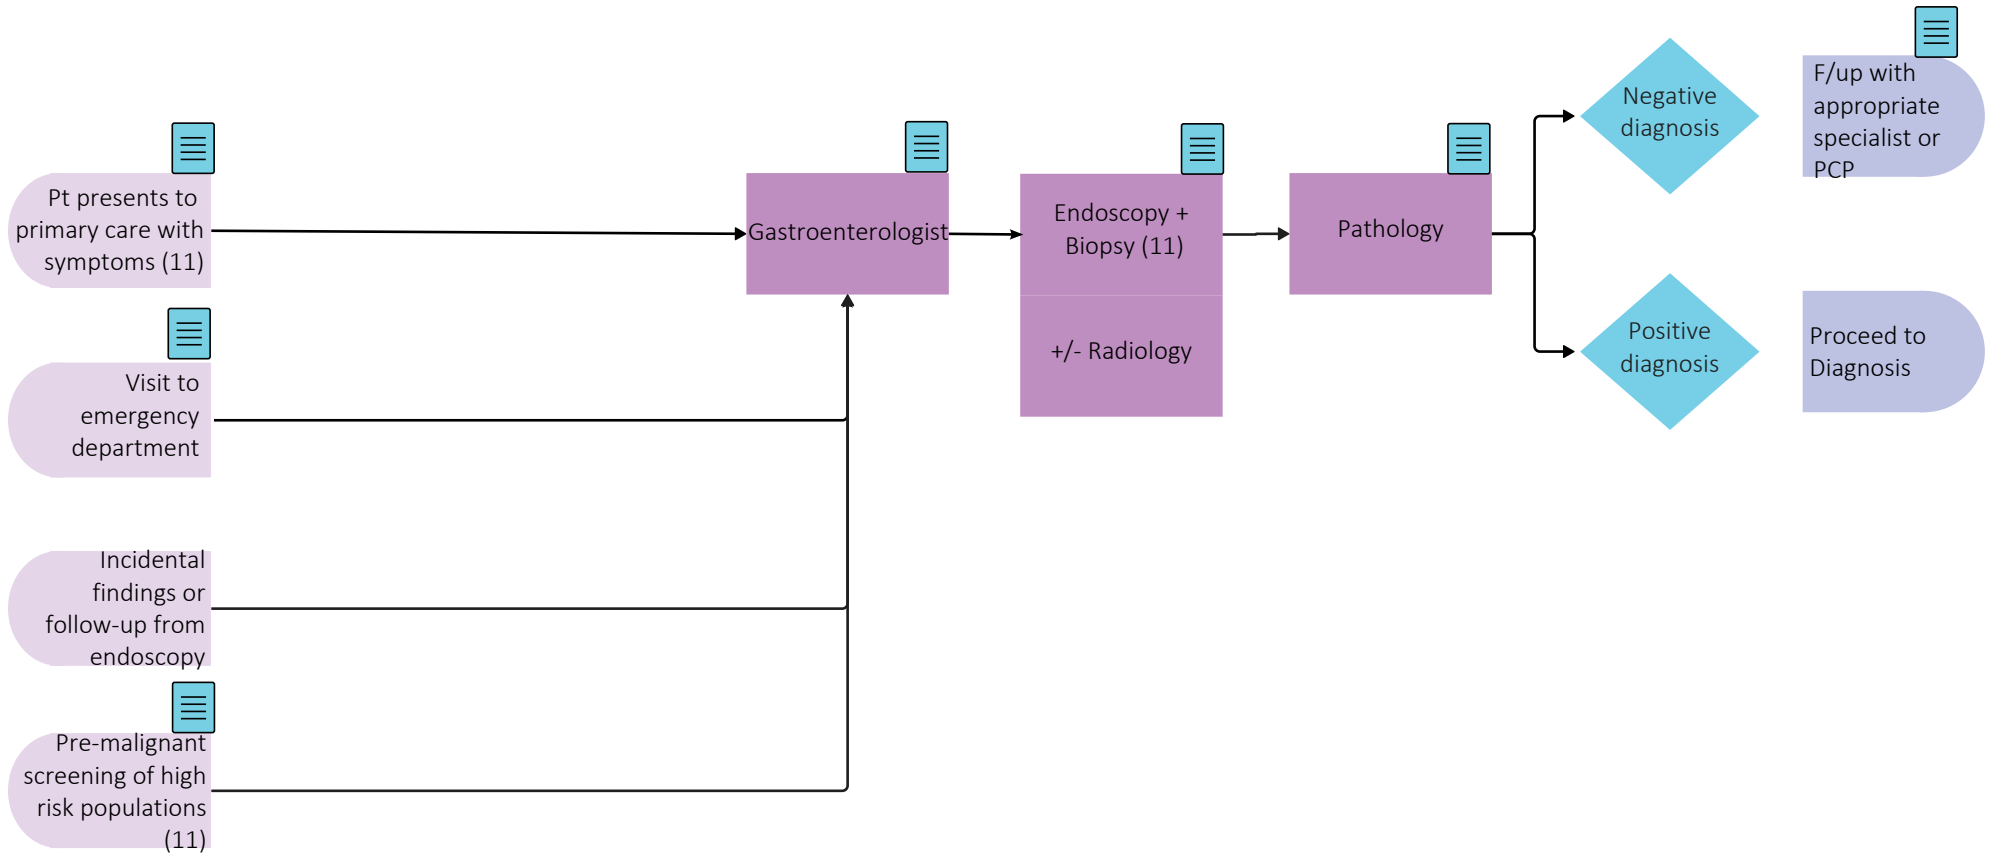 Pt presents to
primary care with
symptoms (11)
Visit to
emergency
department
Incidental
findings or
follow-up from
endoscopy
Pre-malignant
screening of high
risk populations
(11)
Gastroenterologist
Endoscopy +
Biopsy (11)
+/- Radiology
Pathology
Negative
diagnosis
F/up with
appropriate
specialist or
PCP
Positive
diagnosis
Proceed to
Diagnosis